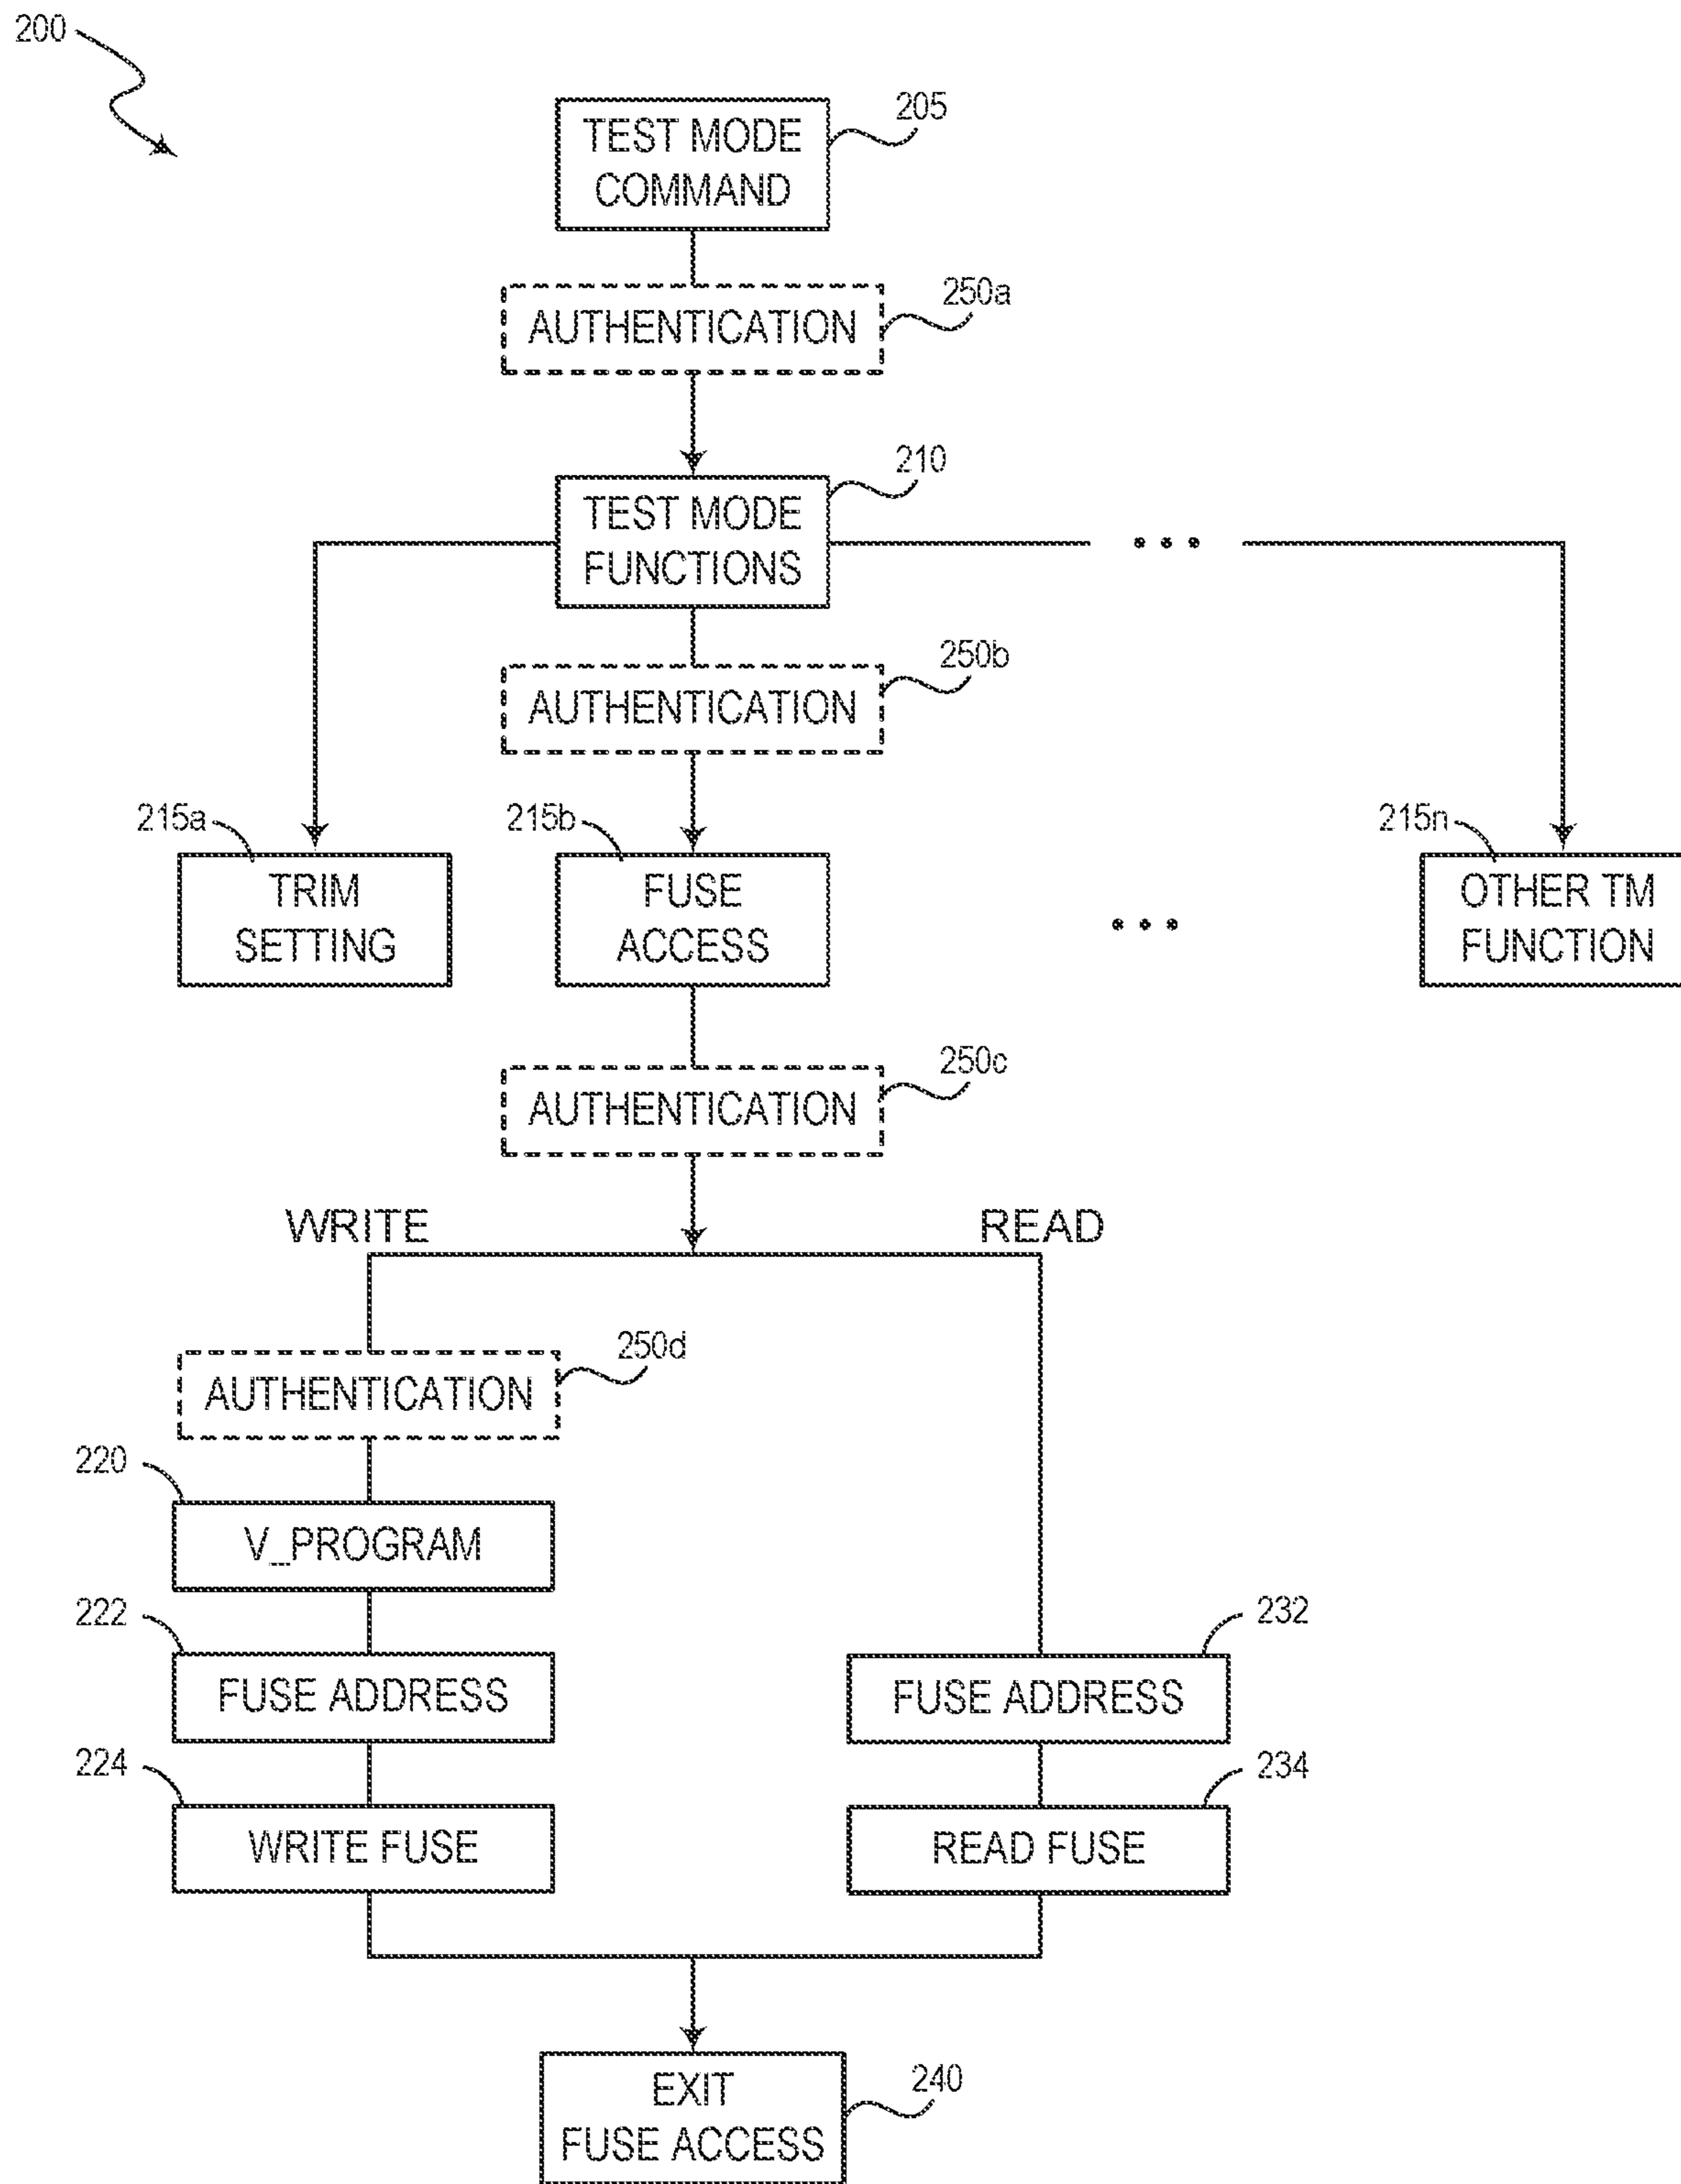 200
205
TEST MODE
COMMAND
250a
AUTHENTICATION
210
TEST MODE
FUNCTIONS
• • •
250b
AUTHENTICATION
215a
215b
215n
TRIM
SETTING
FUSE
ACCESS
• • •
OTHER TM
FUNCTION
250c
AUTHENTICATION
WRITE
READ
250d
AUTHENTICATION
220
V_PROGRAM
222
FUSE ADDRESS
232
FUSE ADDRESS
224
WRITE FUSE
234
READ FUSE
240
EXIT
FUSE ACCESS